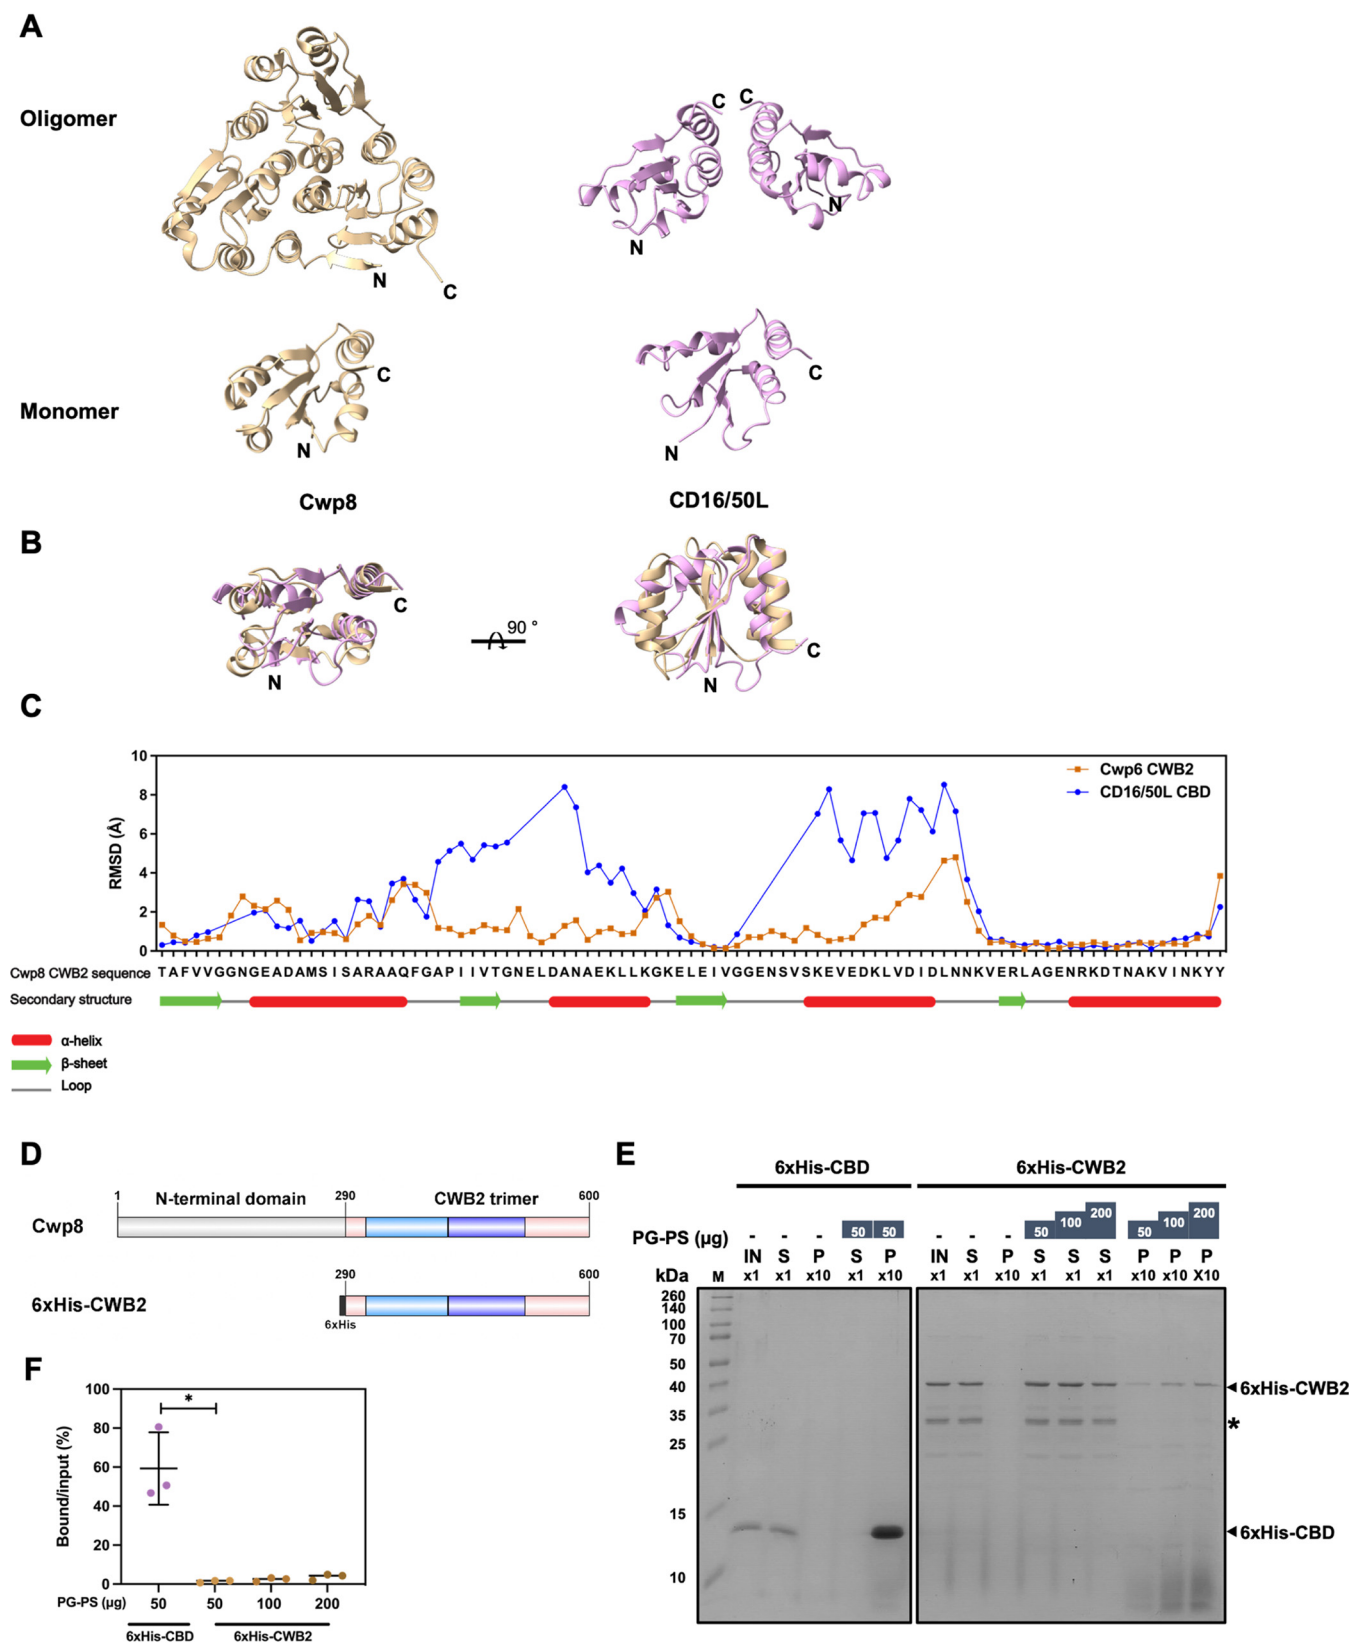 A
Oligomer
C C
N N
N
C
Monomer
C
N
C
N
Cwp8 CD16/50L
B
C
N
90 °
C
N
C
RMSD (Å)
10
8
6
4
2
0
Cwp6 CWB2
CD16/50L CBD
Cwp8 CWB2 sequence TAFVVGGNGEADAMSISARAAQFGAPIIVTGNELDANAEKLLKGKELEIVGGENSVSKEVEDKLVDIDLNNKVERLAGENRKDTNAKVINKYY
Secondary structure
α-helix
β-sheet
Loop
D
1 N-terminal domain 290 CWB2 trimer 600
Cwp8
290 600
6xHis-CWB2
6xHis
E
6xHis-CBD 6xHis-CWB2
PG-PS (µg) - - - 50 50 - - - 50 100 200 50 100 200
IN S P S P IN S P S S S P P P
kDa M x1 x1 x10 x1 x10 x1 x1 x10 x1 x1 x1 x10 x10 X10
260
140
100
70
50
40 6xHis-CWB2
35 *
25
15
6xHis-CBD
10
F
Bound/input (%)
100
80
60
40
20
0
*
PG-PS (µg) 50 50 100 200
6xHis-CBD 6xHis-CWB2